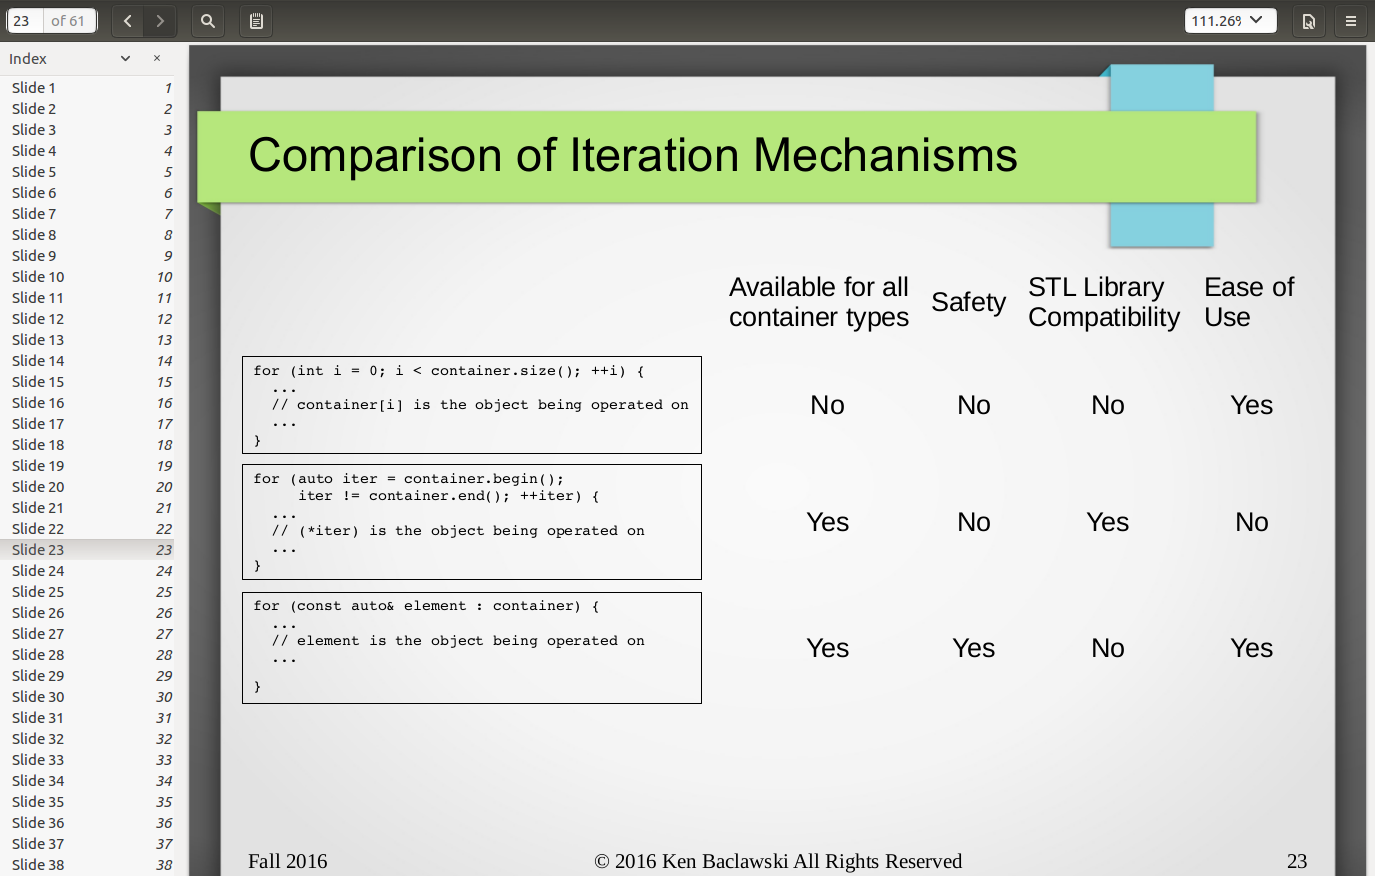 23 of 61
111.26%
Index
Slide 1 1
Slide 2 2
Slide 3 3
Slide 4 4
Slide 5 5
Slide 6 6
Slide 7 7
Slide 8 8
Slide 9 9
Slide 10 10
Slide 11 11
Slide 12 12
Slide 13 13
Slide 14 14
Slide 15 15
Slide 16 16
Slide 17 17
Slide 18 18
Slide 19 19
Slide 20 20
Slide 21 21
Slide 22 22
Slide 23 23
Slide 24 24
Slide 25 25
Slide 26 26
Slide 27 27
Slide 28 28
Slide 29 29
Slide 30 30
Slide 31 31
Slide 32 32
Slide 33 33
Slide 34 34
Slide 35 35
Slide 36 36
Slide 37 37
Slide 38 38
Comparison of Iteration Mechanisms
Available for all
container types
Safety
STL Library
Compatibility
Ease of
Use
for (int i = 0; i < container.size(); ++i) {
...
// container[i] is the object being operated on
...
}
No No No Yes
for (auto iter = container.begin();
iter != container.end(); ++iter) {
...
// (*iter) is the object being operated on
...
}
Yes No Yes No
for (const auto& element : container) {
...
// element is the object being operated on
...
}
Yes Yes No Yes
Fall 2016 © 2016 Ken Baclawski All Rights Reserved 23